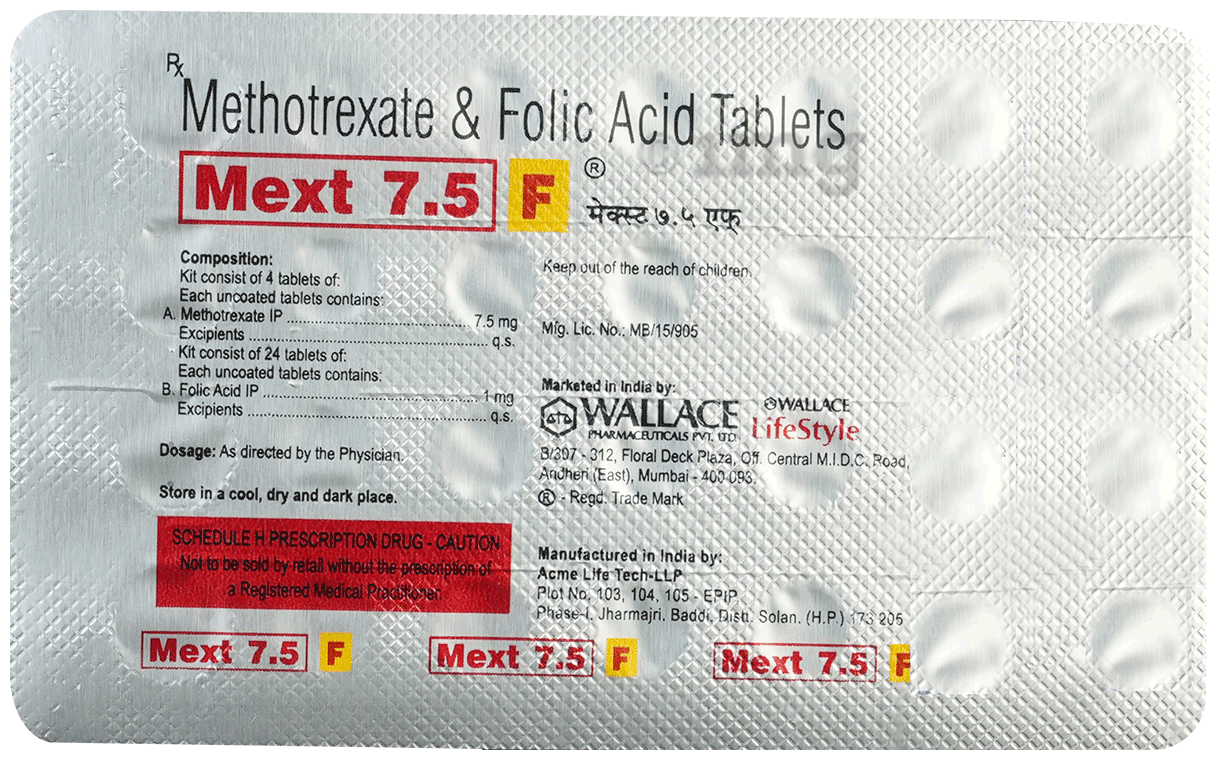 Rx
Methotrexate & Folic Acid Tablets
Mext 7.5 F ®
मेक्स्ट ७.५ एफ्
Composition:
Kit consist of 4 tablets of:
Each uncoated tablets contains:
A. Methotrexate IP ........................................ 7.5 mg
Excipients ..................................................... q.s.
Kit consist of 24 tablets of:
Each uncoated tablets contains:
B. Folic Acid IP ............................................... 1 mg
Excipients ..................................................... q.s.
Dosage: As directed by the Physician.
Store in a cool, dry and dark place.
SCHEDULE H PRESCRIPTION DRUG - CAUTION
Not to be sold by retail without the prescription of
a Registered Medical Practitioner.
Keep out of the reach of children.
Mfg. Lic. No.: MB/15/905
Marketed in India by:
WALLACE
PHARMACEUTICALS PVT. LTD.
WALLACE
LifeStyle
B/307 - 312, Floral Deck Plaza, Off. Central M.I.D.C. Road,
Andheri (East), Mumbai - 400 093.
® - Regd. Trade Mark
Manufactured in India by:
Acme Life Tech-LLP
Plot No. 103, 104, 105 - EPIP,
Phase-I, Jharmajri, Baddi, Distt. Solan, (H.P.) 173 205
Mext 7.5 F
Mext 7.5 F
Mext 7.5 F